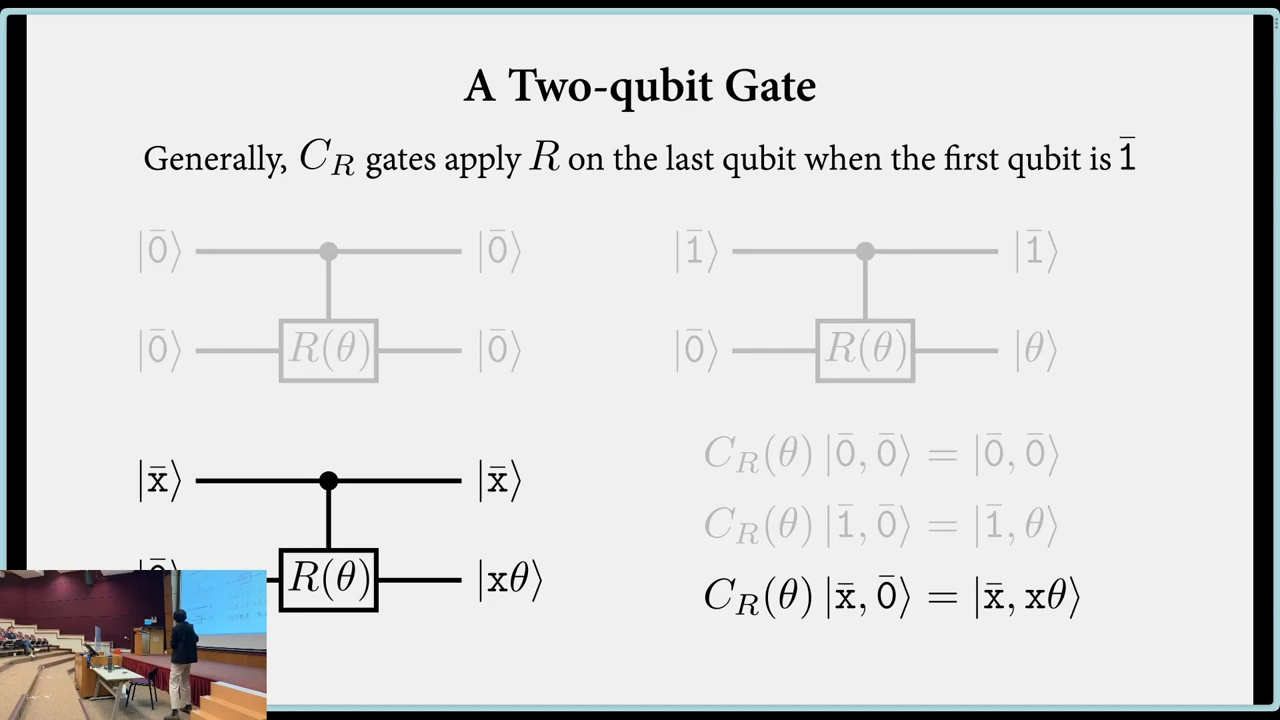 A Two-qubit Gate
Generally, C_R gates apply R on the last qubit when the first qubit is 1̄
|0̄⟩ |0̄⟩ |1̄⟩ |1̄⟩
|0̄⟩ R(θ) |0̄⟩ |0̄⟩ R(θ) |θ⟩
C_R(θ) |0̄, 0̄⟩ = |0̄, 0̄⟩
|x̄⟩ |x̄⟩
C_R(θ) |1̄, 0̄⟩ = |1̄, θ⟩
R(θ) |xθ⟩
C_R(θ) |x̄, 0̄⟩ = |x̄, xθ⟩